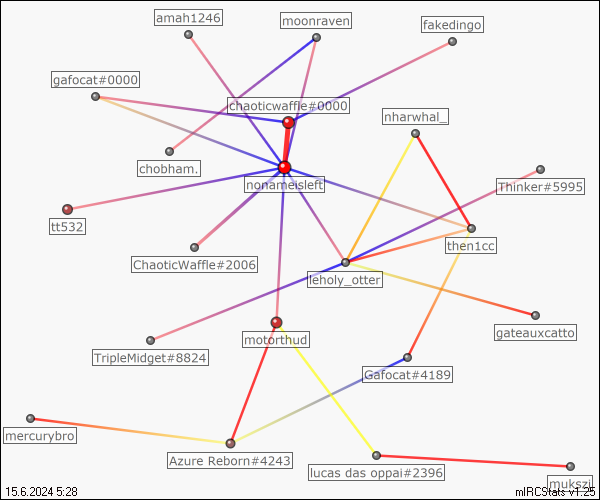 amah1246
moonraven
fakedingo
gafocat#0000
chaoticwaffle#0000
nharwhal_
chobham.
nonameisleft
Thinker#5995
tt532
then1cc
ChaoticWaffle#2006
leholy_otter
gateauxcatto
motorthud
TripleMidget#8824
Gafocat#4189
mercurybro
Azure Reborn#4243
lucas das oppai#2396
mukszi
15.6.2024 5:28
mIRCStats v1.25